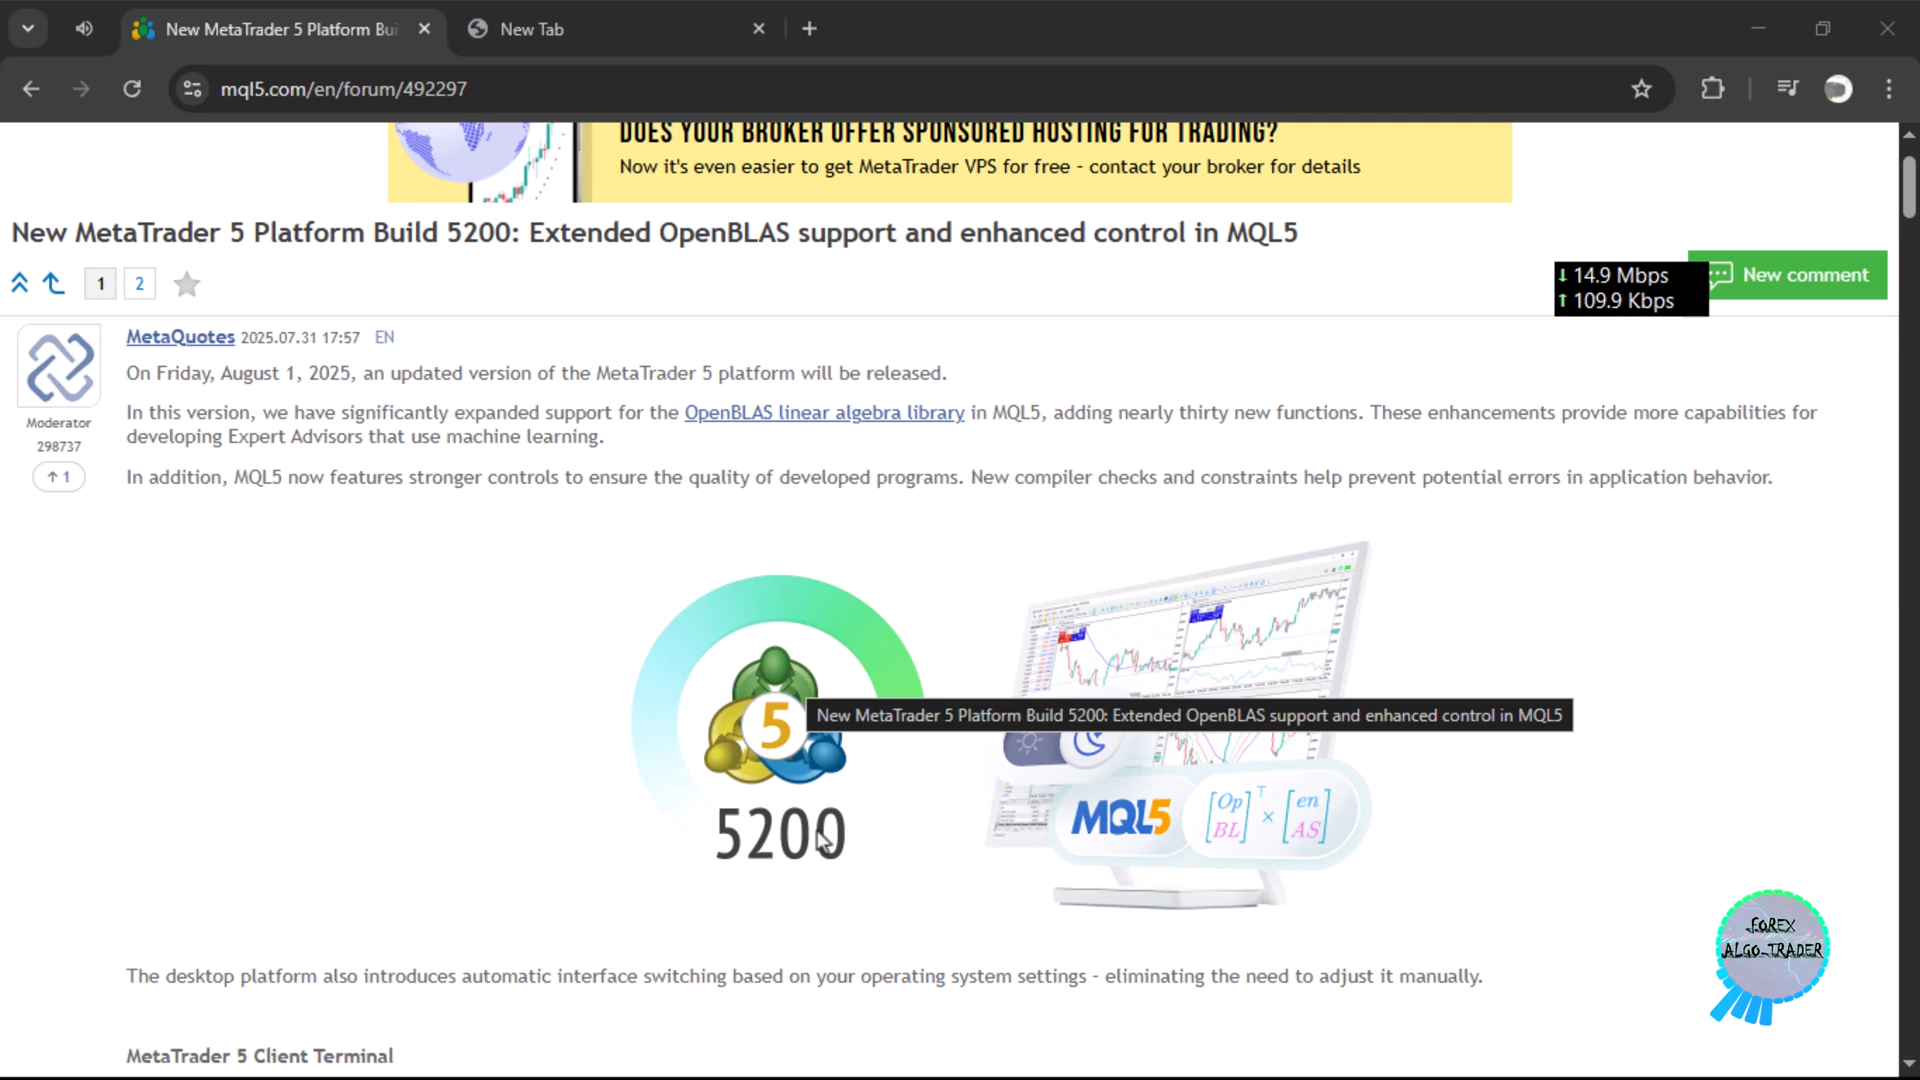 New MetaTrader 5 Platform Bui
New Tab
mql5.com/en/forum/492297
DOES YOUR BROKER OFFER SPONSORED HOSTING FOR TRADING?
Now it's even easier to get MetaTrader VPS for free - contact your broker for details
New MetaTrader 5 Platform Build 5200: Extended OpenBLAS support and enhanced control in MQL5
1 2
14.9 Mbps
109.9 Kbps
New comment
MetaQuotes 2025.07.31 17:57 EN
On Friday, August 1, 2025, an updated version of the MetaTrader 5 platform will be released.
In this version, we have significantly expanded support for the OpenBLAS linear algebra library in MQL5, adding nearly thirty new functions. These enhancements provide more capabilities for
developing Expert Advisors that use machine learning.
Moderator
298737
1
In addition, MQL5 now features stronger controls to ensure the quality of developed programs. New compiler checks and constraints help prevent potential errors in application behavior.
5
New MetaTrader 5 Platform Build 5200: Extended OpenBLAS support and enhanced control in MQL5
5200
MQL5
[Op BL]ᵀ × [en AS]
FOREX
ALGO-TRADER
The desktop platform also introduces automatic interface switching based on your operating system settings - eliminating the need to adjust it manually.
MetaTrader 5 Client Terminal